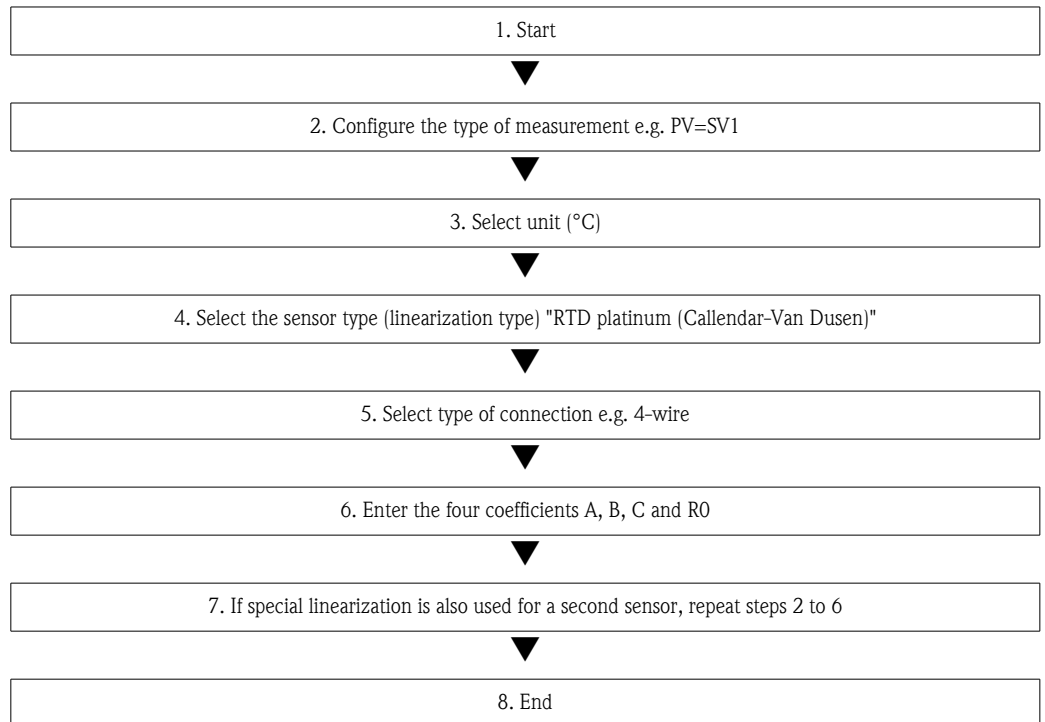 1. Start
2. Configure the type of measurement e.g. PV=SV1
3. Select unit (°C)
4. Select the sensor type (linearization type) "RTD platinum (Callendar-Van Dusen)"
5. Select type of connection e.g. 4-wire
6. Enter the four coefficients A, B, C and R0
7. If special linearization is also used for a second sensor, repeat steps 2 to 6
8. End